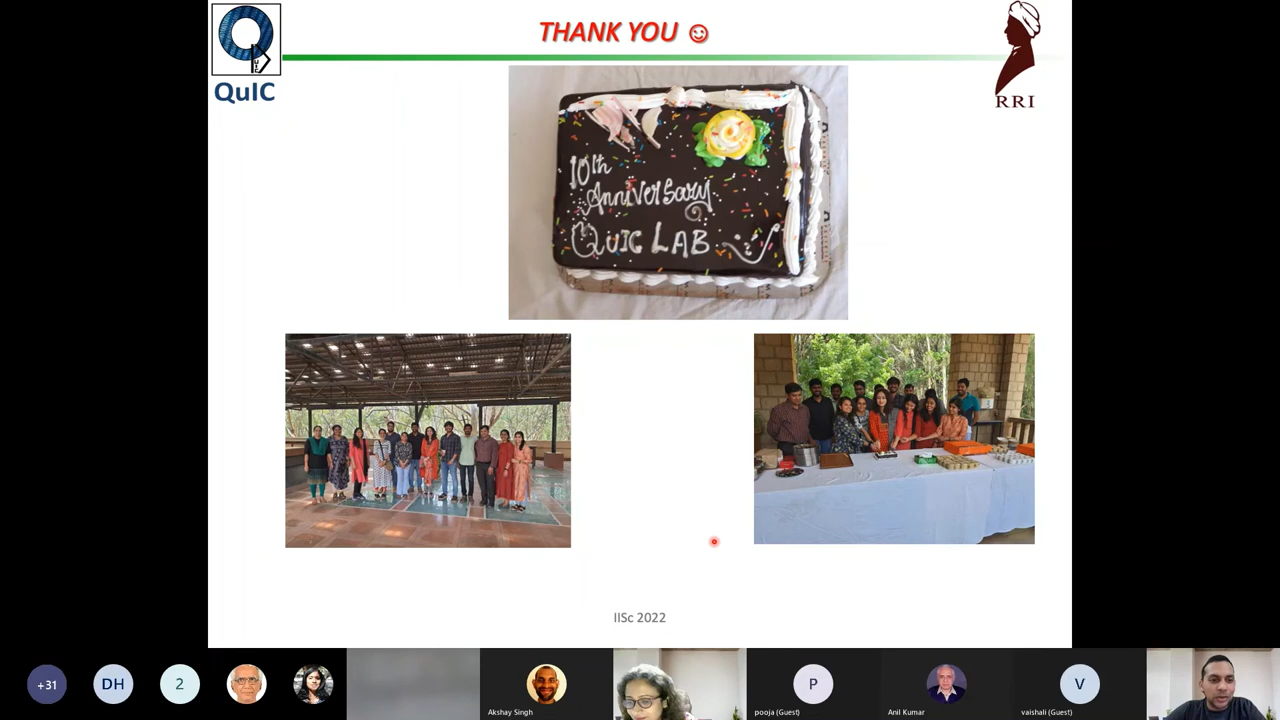 QuIC
THANK YOU
RRI
10th
Anniversary
QUIC LAB
IISc 2022
+31
DH
2
Akshay Singh
P
pooja (Guest)
Anil Kumar
V
vaishali (Guest)